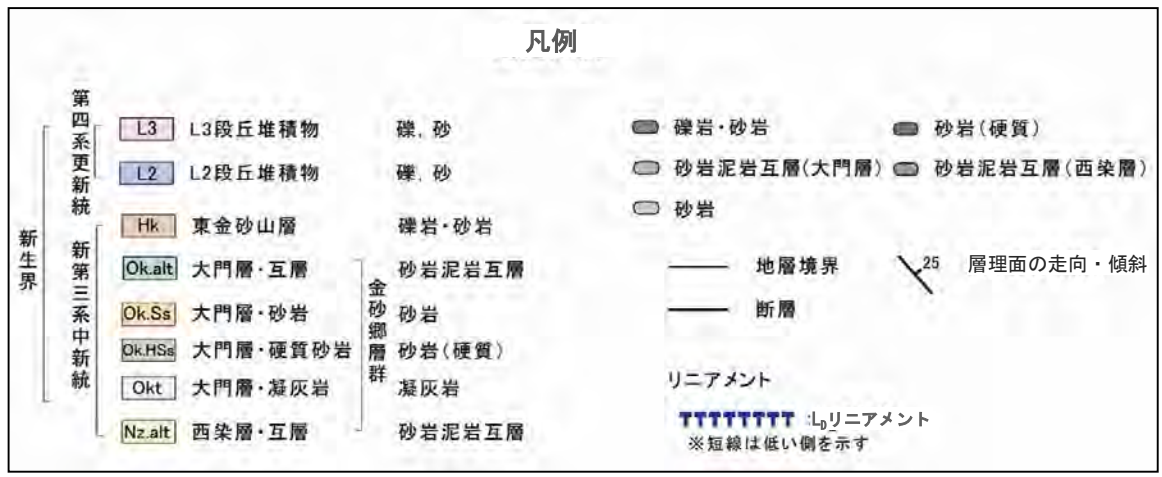 凡例
新生界
第四系更新統
新第三系中新統
L3 L3段丘堆積物 礫，砂
L2 L2段丘堆積物 礫，砂
Hk 東金砂山層 礫岩・砂岩
Ok.alt 大門層・互層 砂岩泥岩互層
Ok.Ss 大門層・砂岩 砂岩
Ok.HSs 大門層・硬質砂岩 砂岩（硬質）
Okt 大門層・凝灰岩 凝灰岩
Nz.alt 西染層・互層 砂岩泥岩互層
金砂郷層群
礫岩・砂岩 砂岩（硬質）
砂岩泥岩互層（大門層） 砂岩泥岩互層（西染層）
砂岩
地層境界 25 層理面の走向・傾斜
断層
リニアメント
:LDリニアメント
※短線は低い側を示す